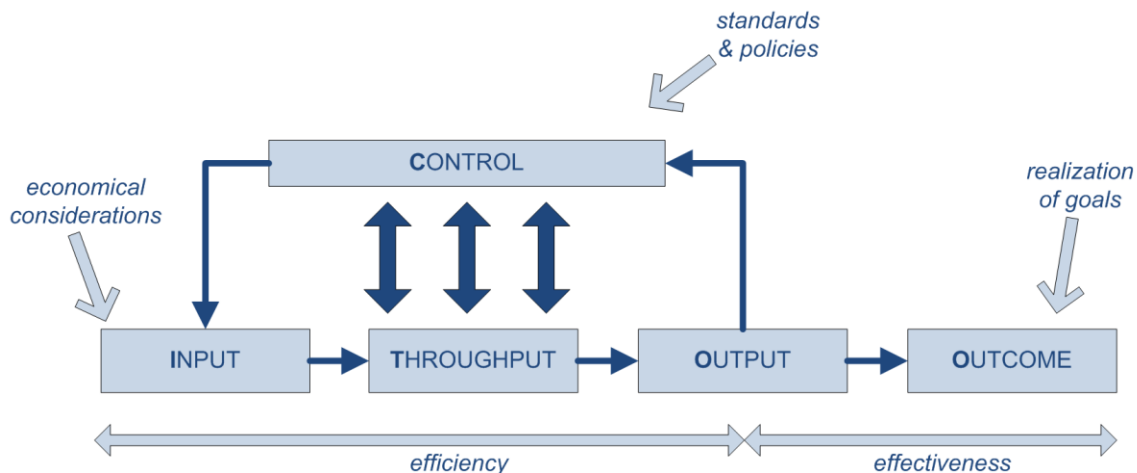 standards
& policies
CONTROL
economical
considerations
realization
of goals
INPUT
THROUGHPUT
OUTPUT
OUTCOME
efficiency
effectiveness